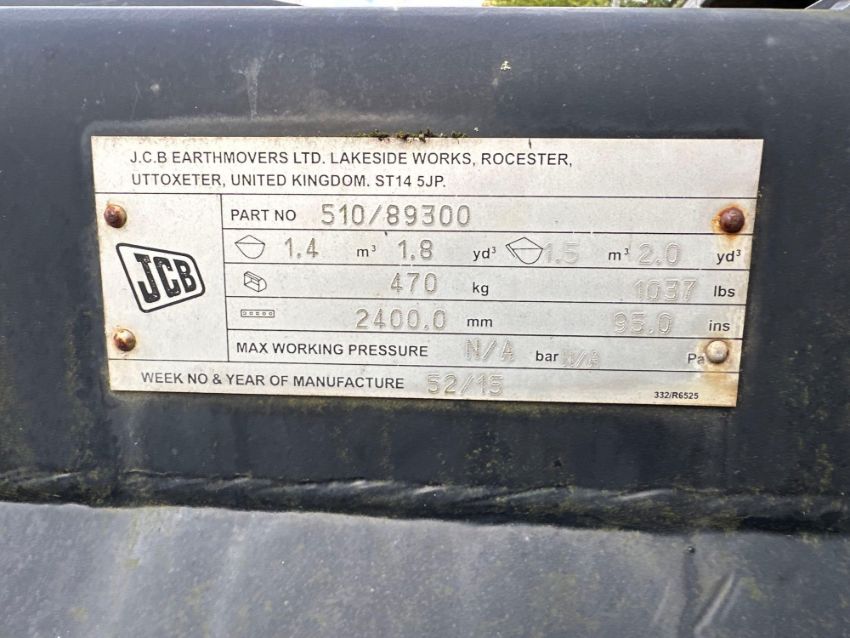 J.C.B EARTHMOVERS LTD. LAKESIDE WORKS, ROCESTER,
UTTOXETER, UNITED KINGDOM. ST14 5JP.
PART NO 510/89300
1.4 m³ 1.8 yd³ 1.5 m³ 2.0 yd³
JCB
470 kg 1037 lbs
2400.0 mm 95.0 ins
MAX WORKING PRESSURE N/A bar N/A Pa
WEEK NO & YEAR OF MANUFACTURE 52/15
332/R6525